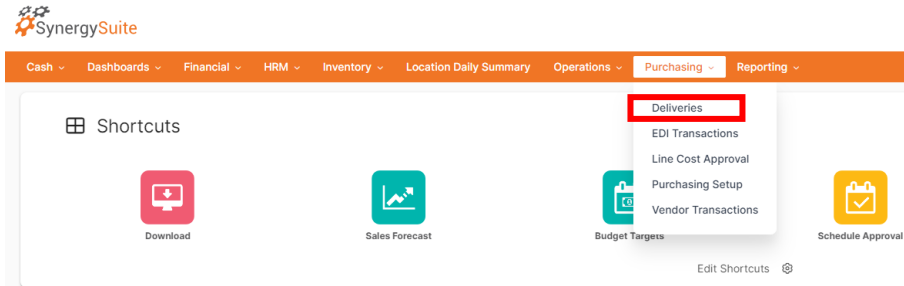 SynergySuite
Cash Dashboards Financial HRM Inventory Location Daily Summary Operations Purchasing Reporting
Deliveries
Shortcuts
EDI Transactions
Line Cost Approval
Purchasing Setup
Vendor Transactions
Download Sales Forecast Budget Targets Schedule Approval
Edit Shortcuts